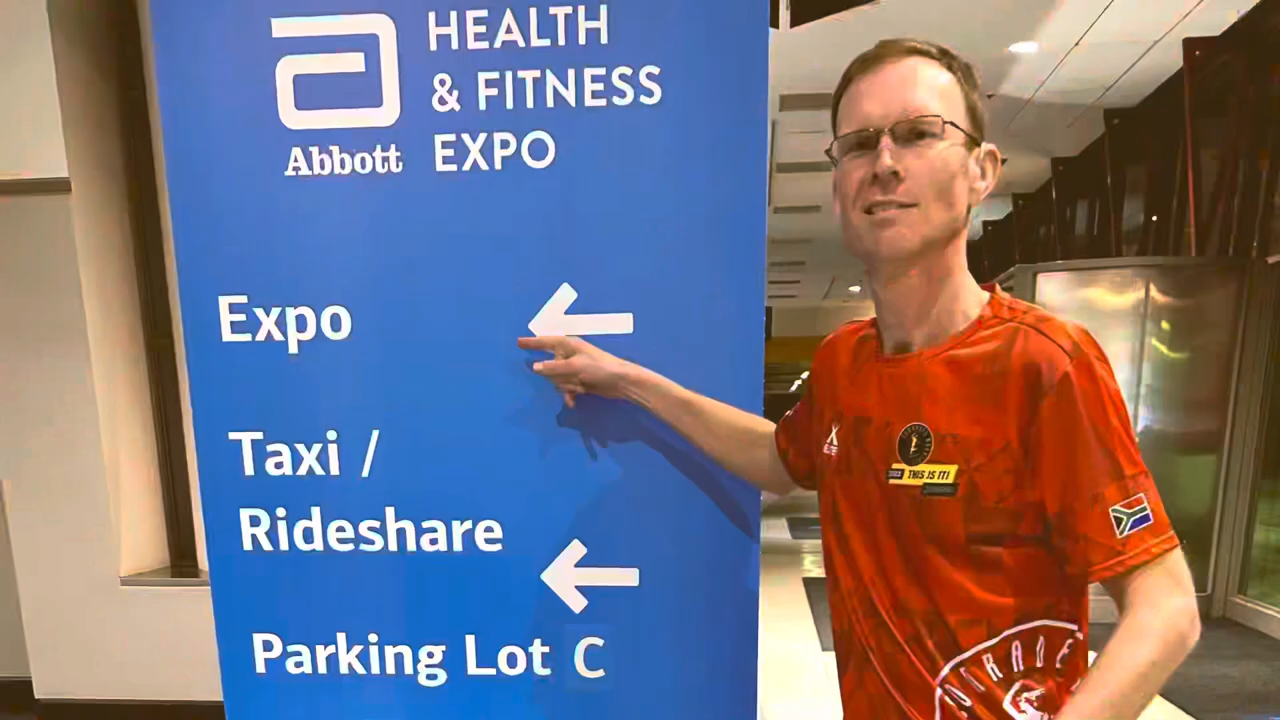 HEALTH
& FITNESS
EXPO
Abbott
Expo
Taxi /
Rideshare
Parking Lot C
THIS IS IT!